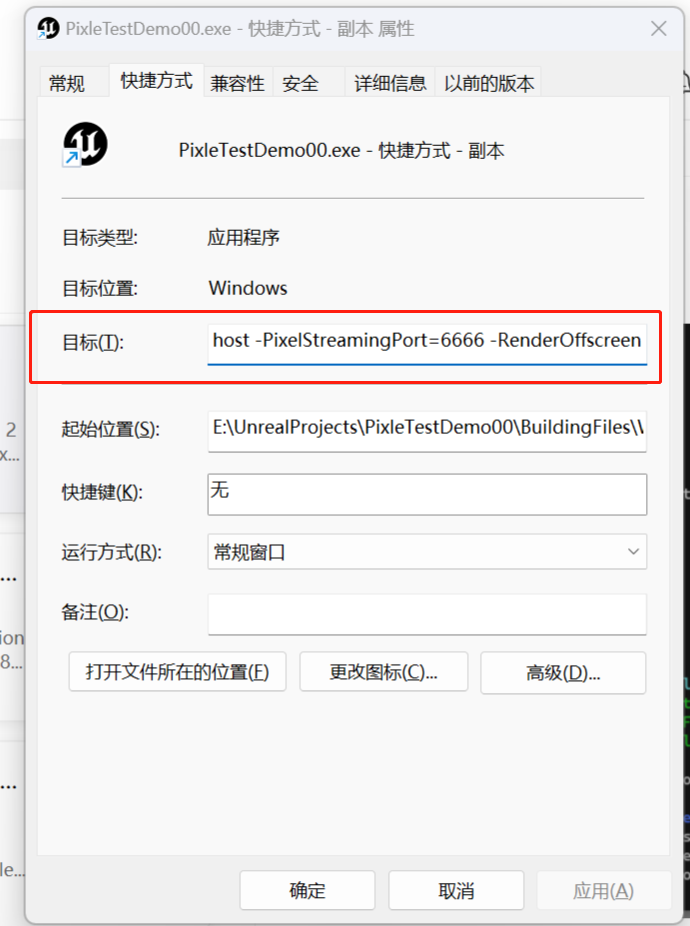 PixleTestDemo00.exe - 快捷方式 - 副本 属性
常规 快捷方式 兼容性 安全 详细信息 以前的版本
PixleTestDemo00.exe - 快捷方式 - 副本
目标类型: 应用程序
目标位置: Windows
目标(T): host -PixelStreamingPort=6666 -RenderOffscreen
起始位置(S): E:\UnrealProjects\PixleTestDemo00\BuildingFiles\
快捷键(K): 无
运行方式(R): 常规窗口
备注(O):
打开文件所在的位置(F) 更改图标(C)... 高级(D)...
确定 取消 应用(A)
2
x...
...
ion
8...
...
le...